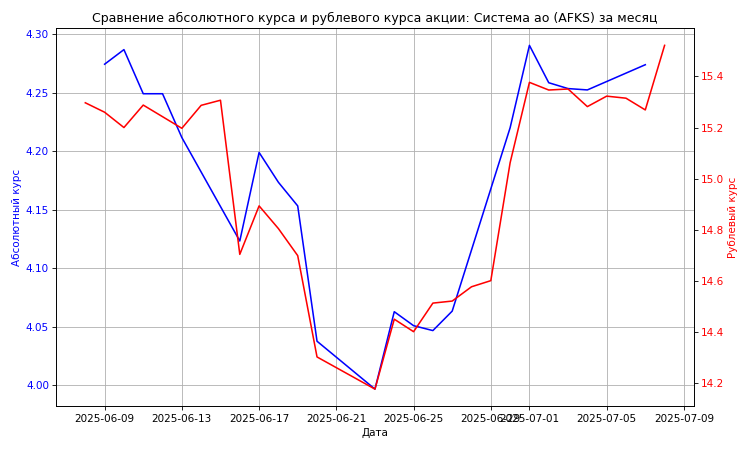 Сравнение абсолютного курса и рублевого курса акции: Система ао (AFKS) за месяц
4.30
4.25
4.20
4.15
4.10
4.05
4.00
Абсолютный курс
15.4
15.2
15.0
14.8
14.6
14.4
14.2
Рублевый курс
2025-06-09 2025-06-13 2025-06-17 2025-06-21 2025-06-25 2025-06-29 2025-07-01 2025-07-05 2025-07-09
Дата